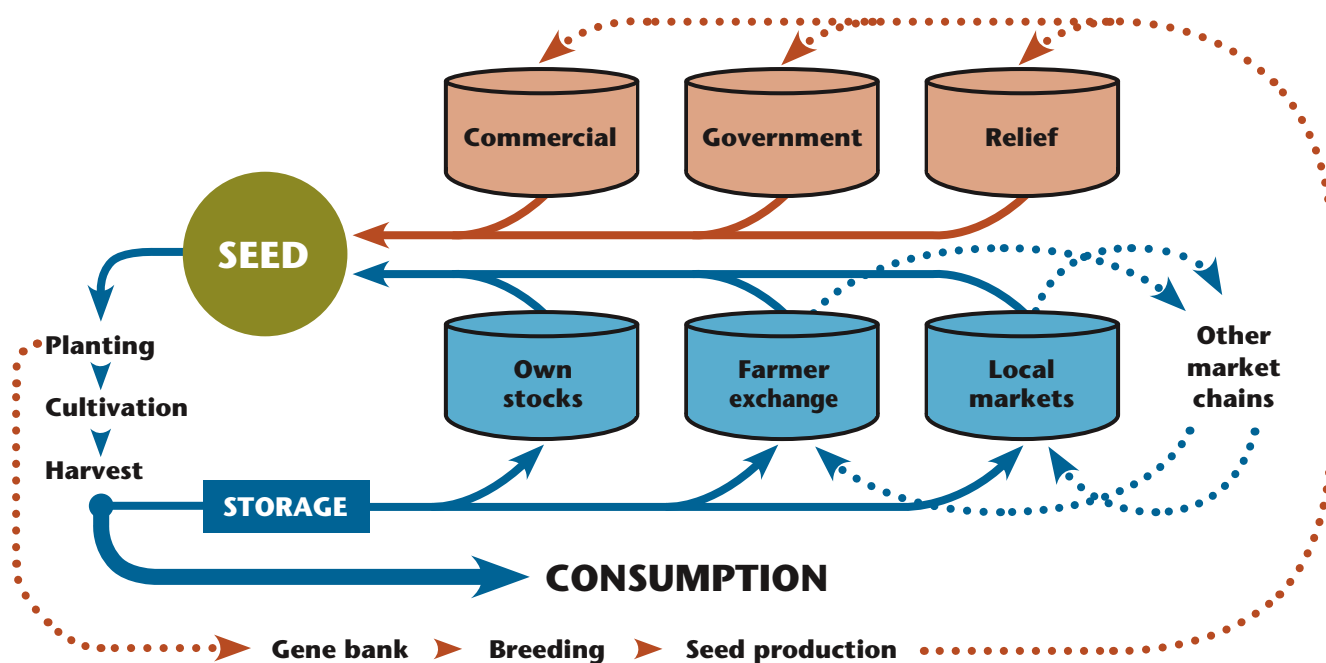 Commercial
Government
Relief
SEED
Planting
Cultivation
Harvest
Own
stocks
Farmer
exchange
Local
markets
Other
market
chains
STORAGE
CONSUMPTION
Gene bank
Breeding
Seed production